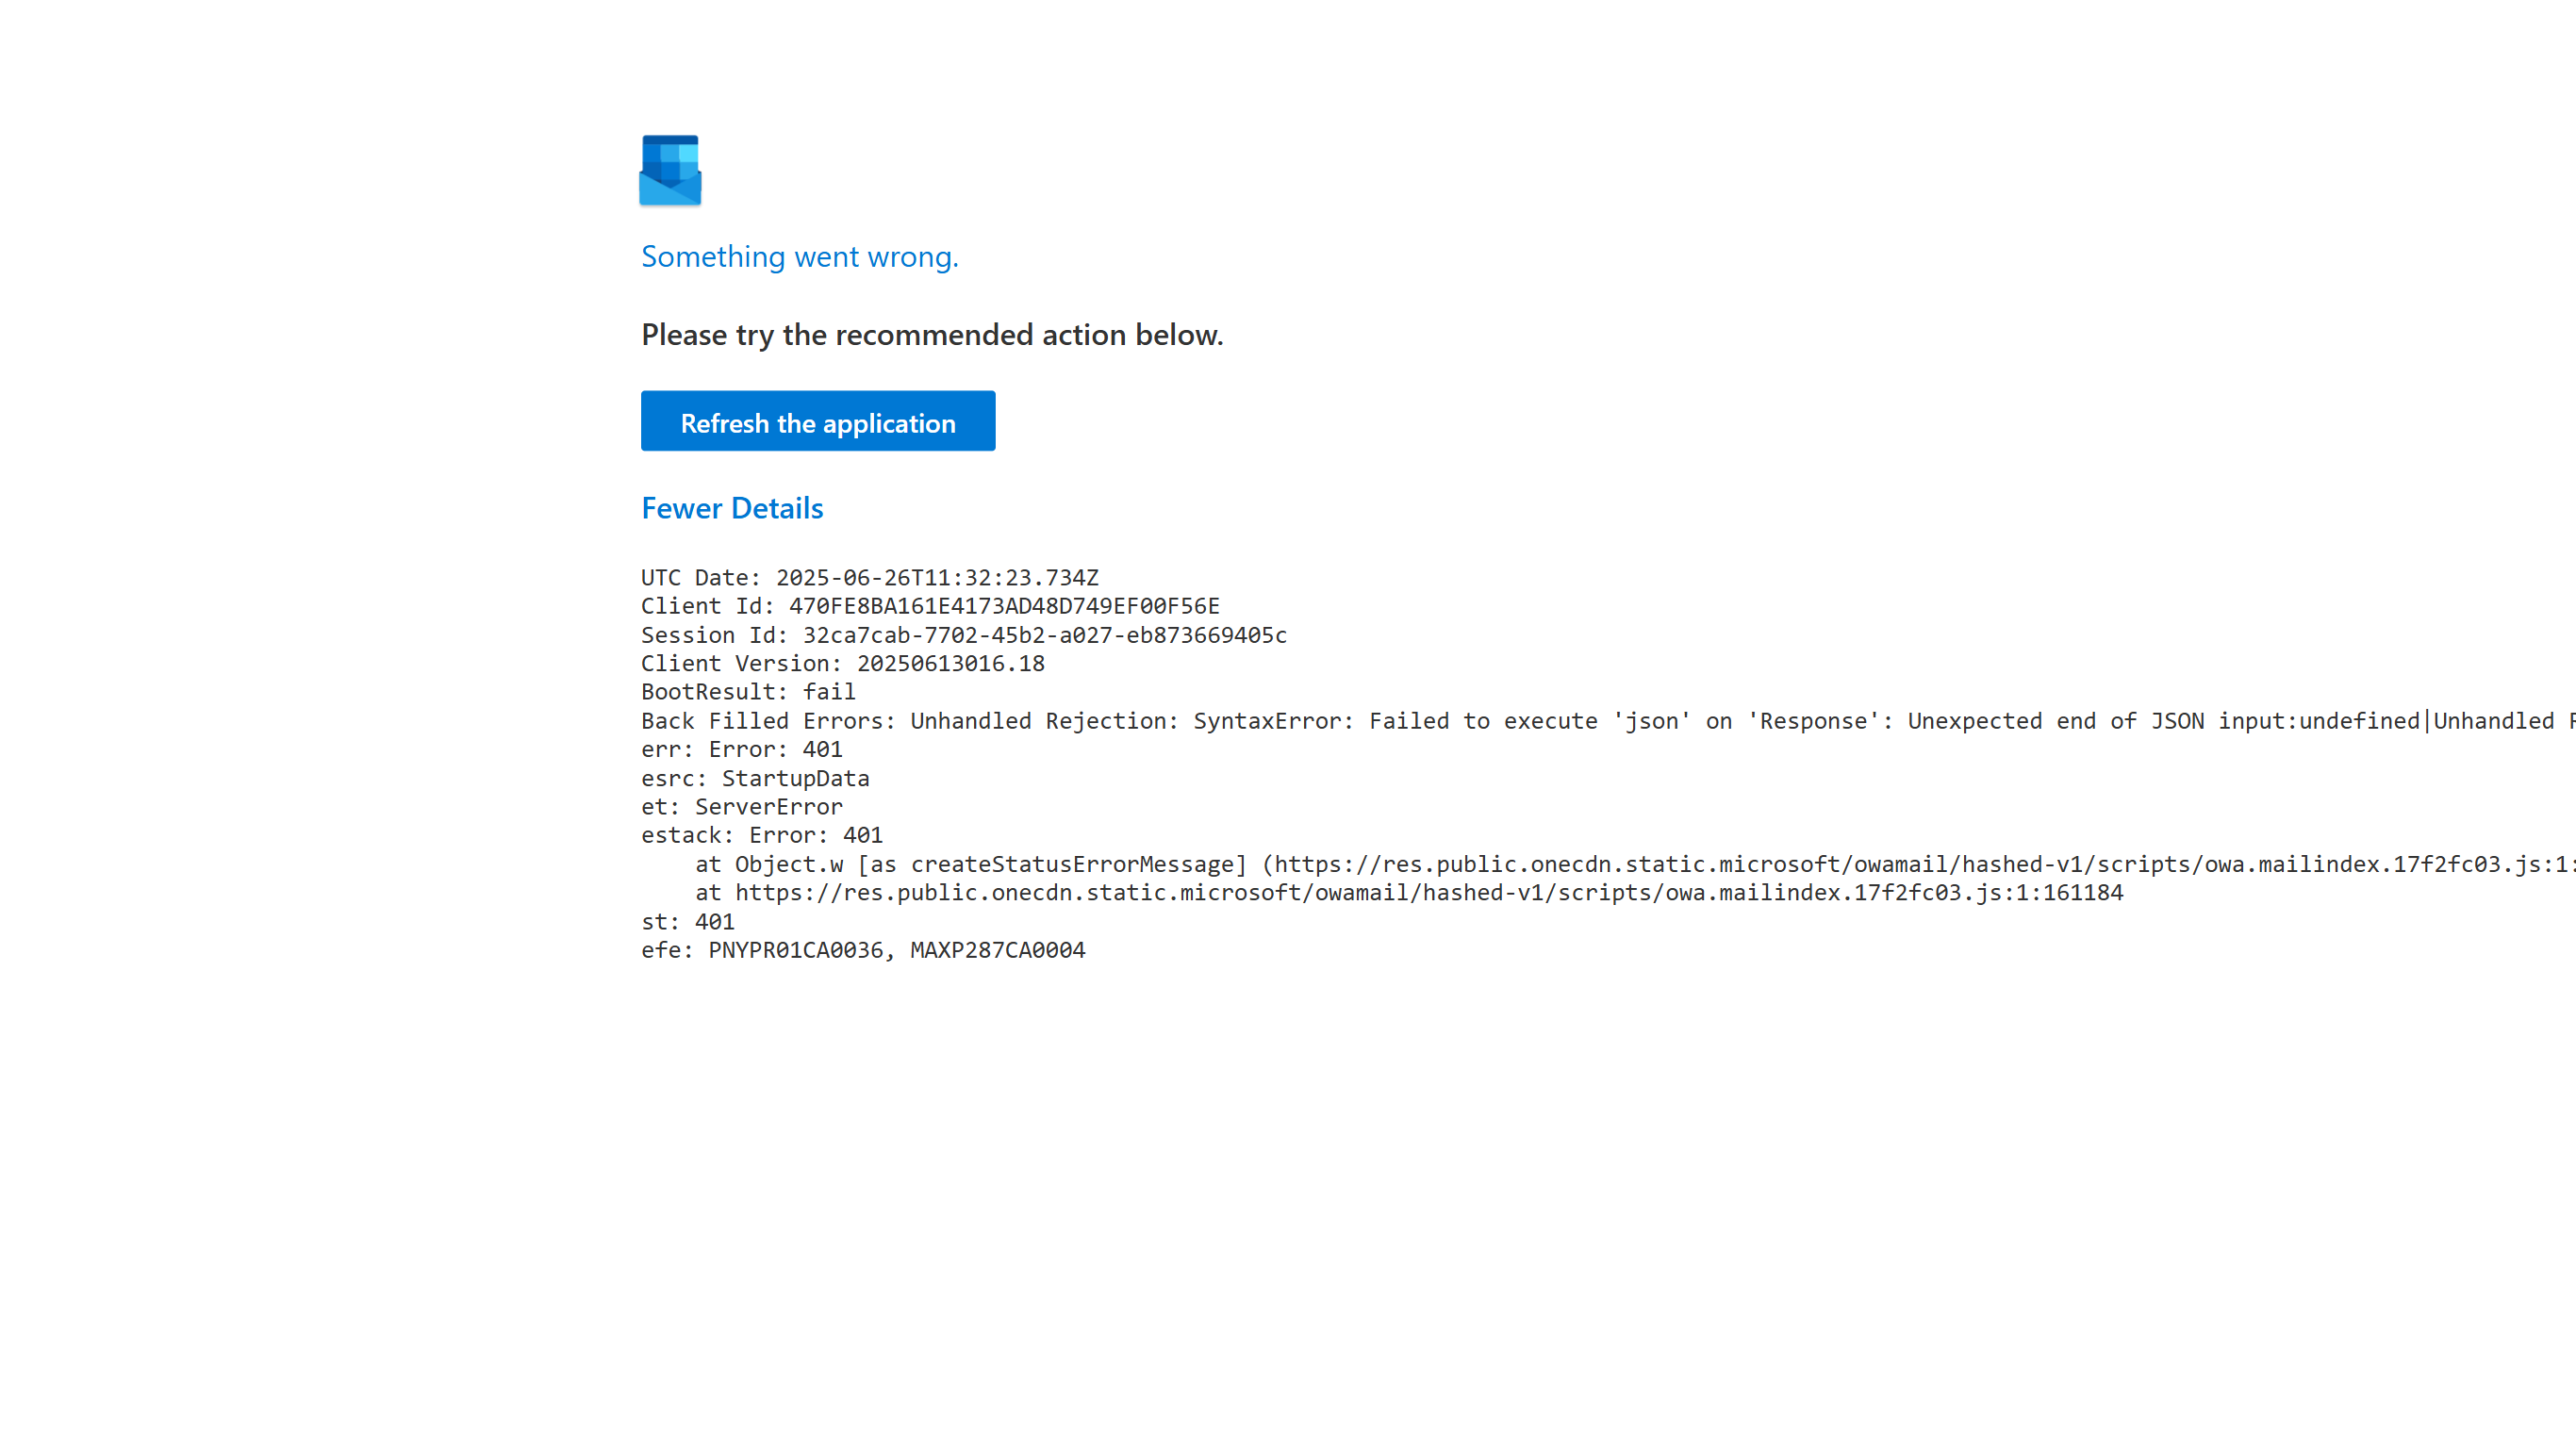 Something went wrong.
Please try the recommended action below.
Refresh the application
Fewer Details
UTC Date: 2025-06-26T11:32:23.734Z
Client Id: 470FE8BA161E4173AD48D749EF00F56E
Session Id: 32ca7cab-7702-45b2-a027-eb873669405c
Client Version: 20250613016.18
BootResult: fail
Back Filled Errors: Unhandled Rejection: SyntaxError: Failed to execute 'json' on 'Response': Unexpected end of JSON input:undefined|Unhandled
err: Error: 401
esrc: StartupData
et: ServerError
estack: Error: 401
    at Object.w [as createStatusErrorMessage] (https://res.public.onecdn.static.microsoft/owamail/hashed-v1/scripts/owa.mailindex.17f2fc03.js:1:
    at https://res.public.onecdn.static.microsoft/owamail/hashed-v1/scripts/owa.mailindex.17f2fc03.js:1:161184
st: 401
efe: PNYPR01CA0036, MAXP287CA0004